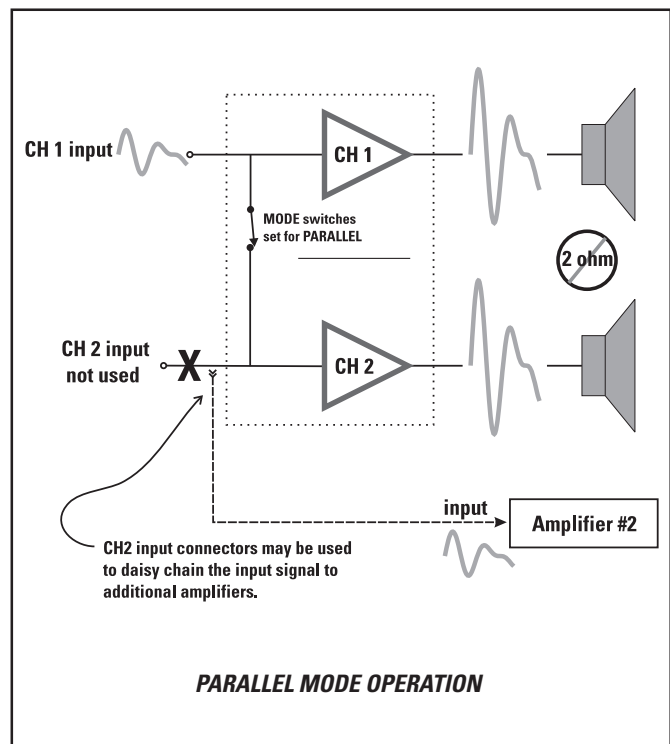 CH 1 input
CH 1
MODE switches
set for PARALLEL
2 ohm
CH 2 input
not used
X
CH 2
input
Amplifier #2
CH2 input connectors may be used
to daisy chain the input signal to
additional amplifiers.
PARALLEL MODE OPERATION